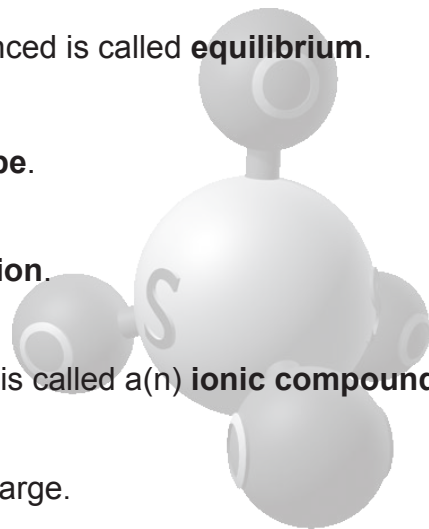 nced is called equilibrium.
O
pe.
ion.
S
O
O
is called a(n) ionic compound
O
arge.